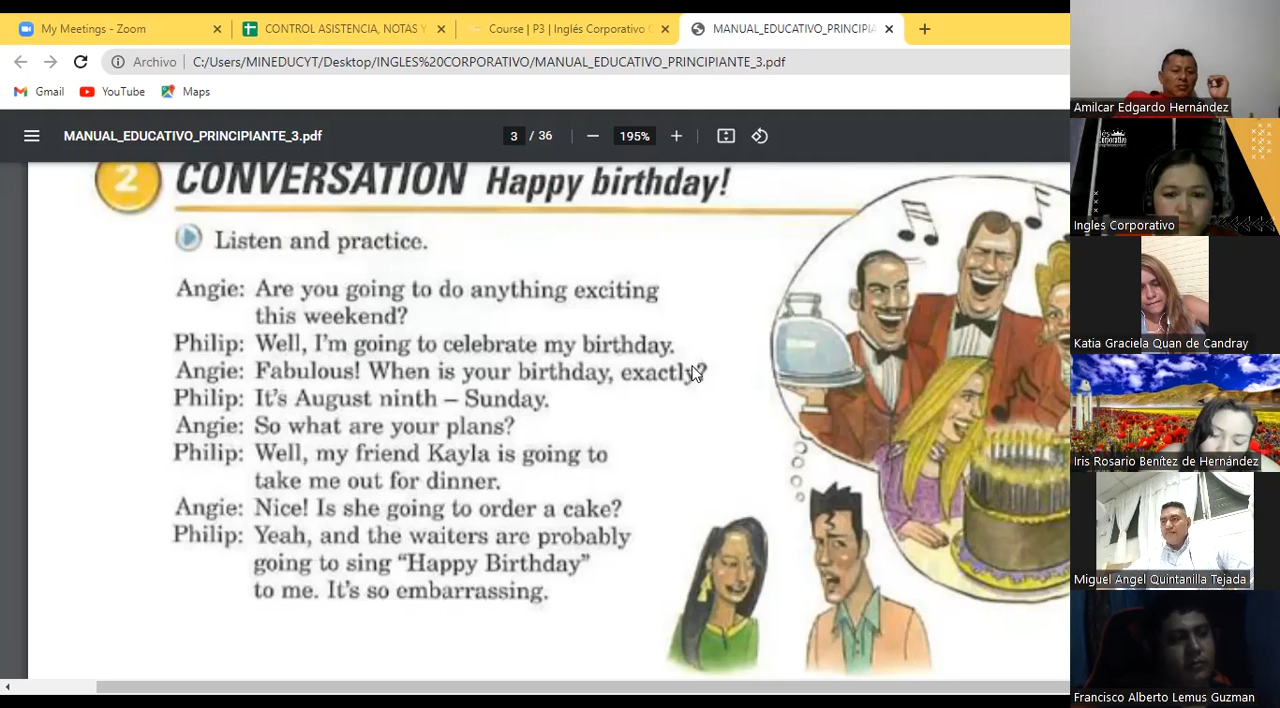 My Meetings - Zoom
CONTROL ASISTENCIA, NOTAS Y
Course | P3 | Inglés Corporativo C
MANUAL_EDUCATIVO_PRINCIPIA
Archivo
C:/Users/MINEDUCYT/Desktop/INGLES%20CORPORATIVO/MANUAL_EDUCATIVO_PRINCIPIANTE_3.pdf
Gmail
YouTube
Maps
MANUAL_EDUCATIVO_PRINCIPIANTE_3.pdf
3 / 36
195%
2 CONVERSATION Happy birthday!
Listen and practice.
Angie: Are you going to do anything exciting
this weekend?
Philip: Well, I'm going to celebrate my birthday.
Angie: Fabulous! When is your birthday, exactly?
Philip: It's August ninth – Sunday.
Angie: So what are your plans?
Philip: Well, my friend Kayla is going to
take me out for dinner.
Angie: Nice! Is she going to order a cake?
Philip: Yeah, and the waiters are probably
going to sing "Happy Birthday"
to me. It's so embarrassing.
Amilcar Edgardo Hernández
Corporativo
Ingles Corporativo
Katia Graciela Quan de Candray
Iris Rosario Benítez de Hernández
Miguel Angel Quintanilla Tejada
Francisco Alberto Lemus Guzman